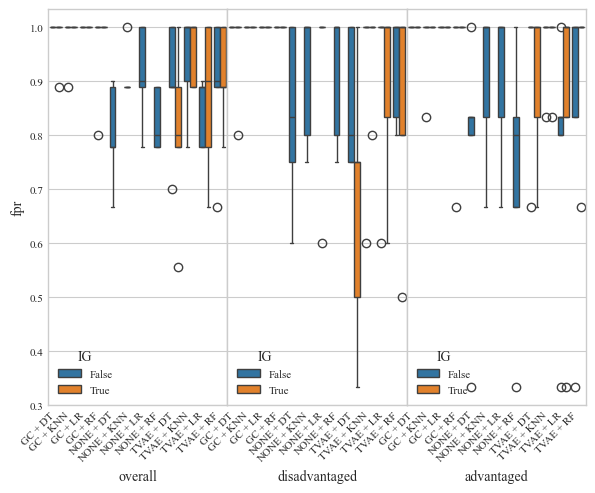 fpr
1.0
0.9
0.8
0.7
0.6
0.5
0.4
0.3
IG
False
True
IG
False
True
IG
False
True
GC + DT
GC + KNN
GC + LR
GC + RF
NONE + DT
NONE + KNN
NONE + LR
NONE + RF
TVAE + DT
TVAE + KNN
TVAE + LR
TVAE + RF
GC + DT
GC + KNN
GC + LR
GC + RF
NONE + DT
NONE + KNN
NONE + LR
NONE + RF
TVAE + DT
TVAE + KNN
TVAE + LR
TVAE + RF
GC + DT
GC + KNN
GC + LR
GC + RF
NONE + DT
NONE + KNN
NONE + LR
NONE + RF
TVAE + DT
TVAE + KNN
TVAE + LR
TVAE + RF
overall
disadvantaged
advantaged